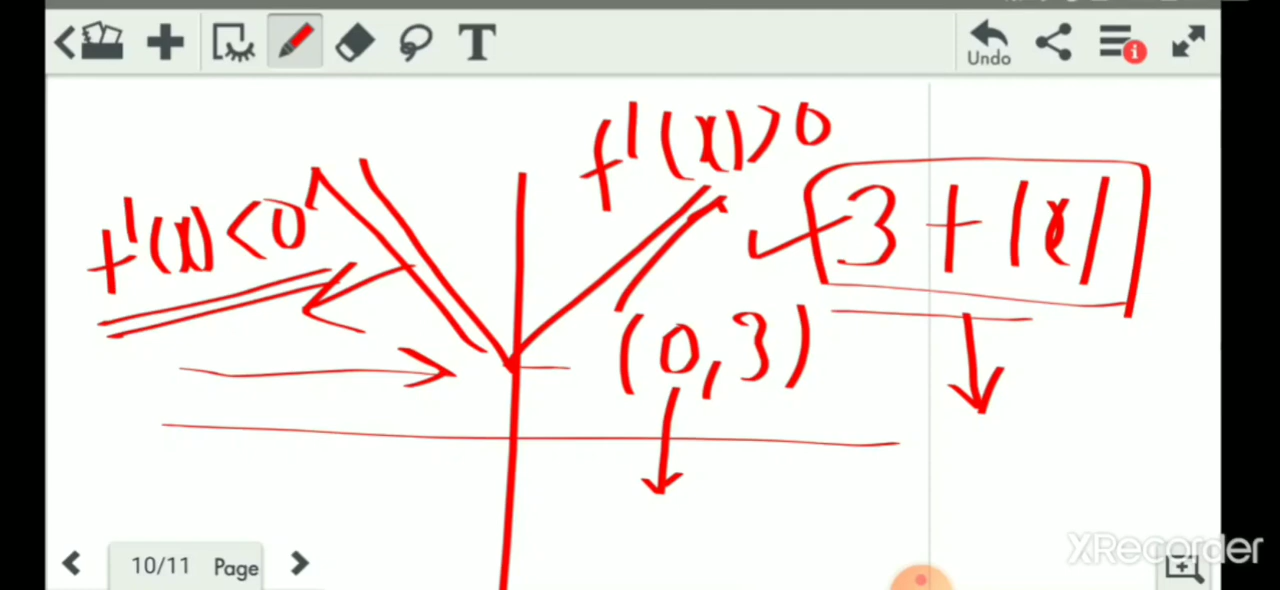 T
Undo
f'(x)>0
f'(x)<0
3+|x|
(0,3)
10/11 Page
XRecorder